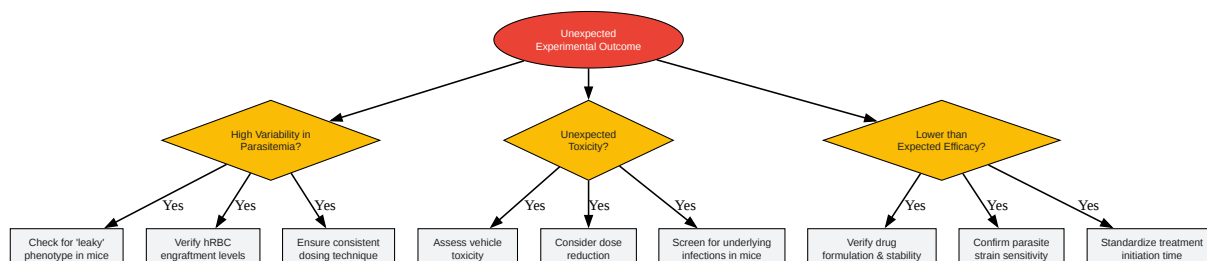 Unexpected
Experimental Outcome
High Variability in
Parasitemia?
Unexpected
Toxicity?
Lower than
Expected Efficacy?
Yes
Yes
Yes
Yes
Yes
Yes
Yes
Yes
Yes
Check for 'leaky'
phenotype in mice
Verify hRBC
engraftment levels
Ensure consistent
dosing technique
Assess vehicle
toxicity
Consider dose
reduction
Screen for underlying
infections in mice
Verify drug
formulation & stability
Confirm parasite
strain sensitivity
Standardize treatment
initiation time